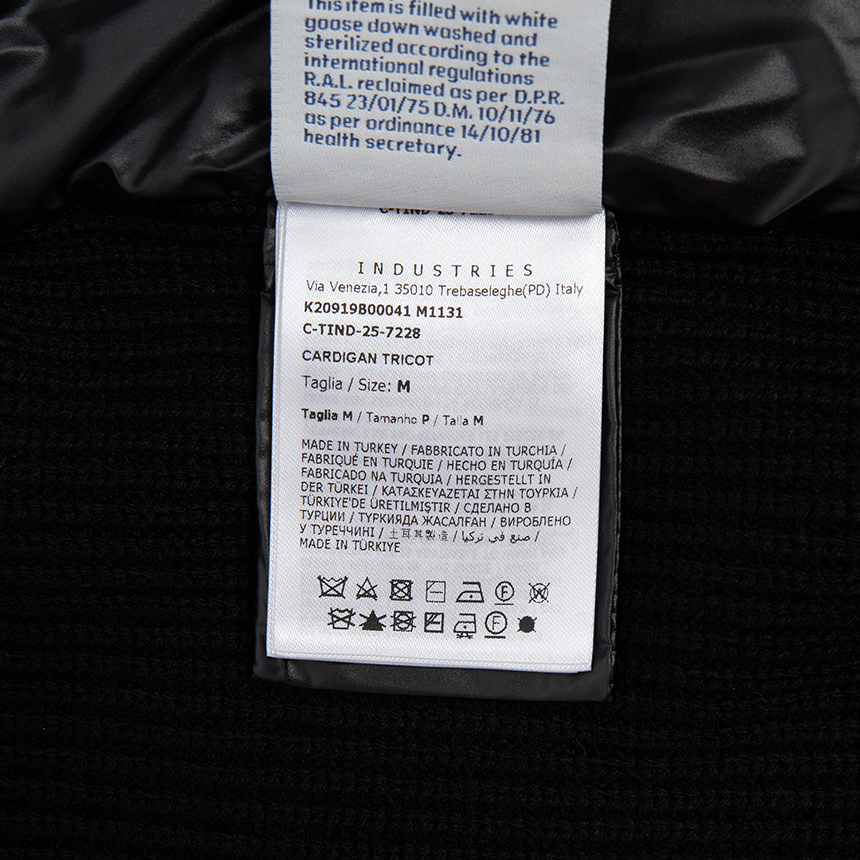 This item is filled with white
goose down washed and
sterilized according to the
international regulations
R.A.L. reclaimed as per D.P.R.
845 23/01/75 D.M. 10/11/76
as per ordinance 14/10/81
health secretary.
C-TIND-25-7228
INDUSTRIES
Via Venezia,1 35010 Trebaseleghe(PD) Italy
K20919B00041 M1131
C-TIND-25-7228
CARDIGAN TRICOT
Taglia / Size: M
Taglia M / Tamanho P / Talla M
MADE IN TURKEY / FABBRICATO IN TURCHIA /
FABRIQUÉ EN TURQUIE / HECHO EN TURQUÍA /
FABRICADO NA TURQUIA / HERGESTELLT IN
DER TÜRKEI / ΚΑΤΑΣΚΕΥΑΖΕΤΑΙ ΣΤΗΝ ΤΟΥΡΚΙΑ /
TÜRKİYE'DE ÜRETİLMİŞTİR / СДЕЛАНО В
ТУРЦИИ / ТҮРКИЯДА ЖАСАЛҒАН / ВИРОБЛЕНО
У ТУРЕЧЧИНІ / 土耳其製造 / صنع في تركيا /
MADE IN TÜRKİYE
F
W
F